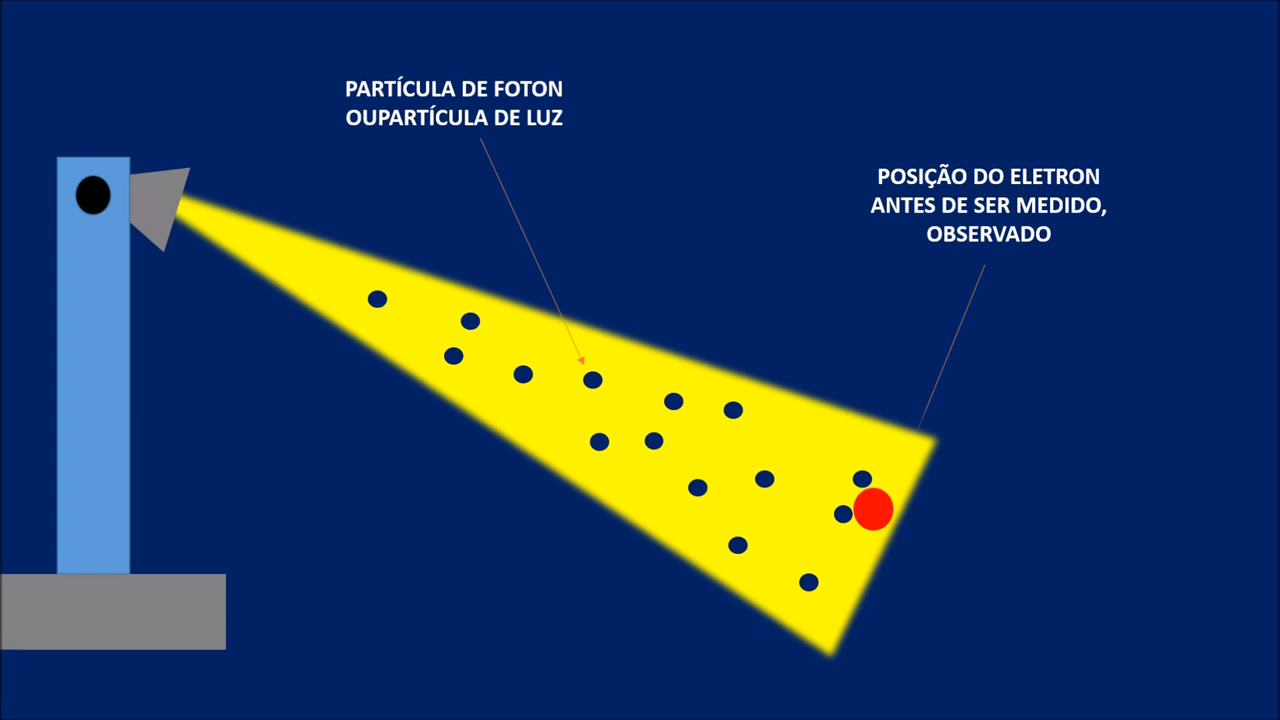 PARTÍCULA DE FOTON
OUPARTÍCULA DE LUZ
POSIÇÃO DO ELETRON
ANTES DE SER MEDIDO,
OBSERVADO